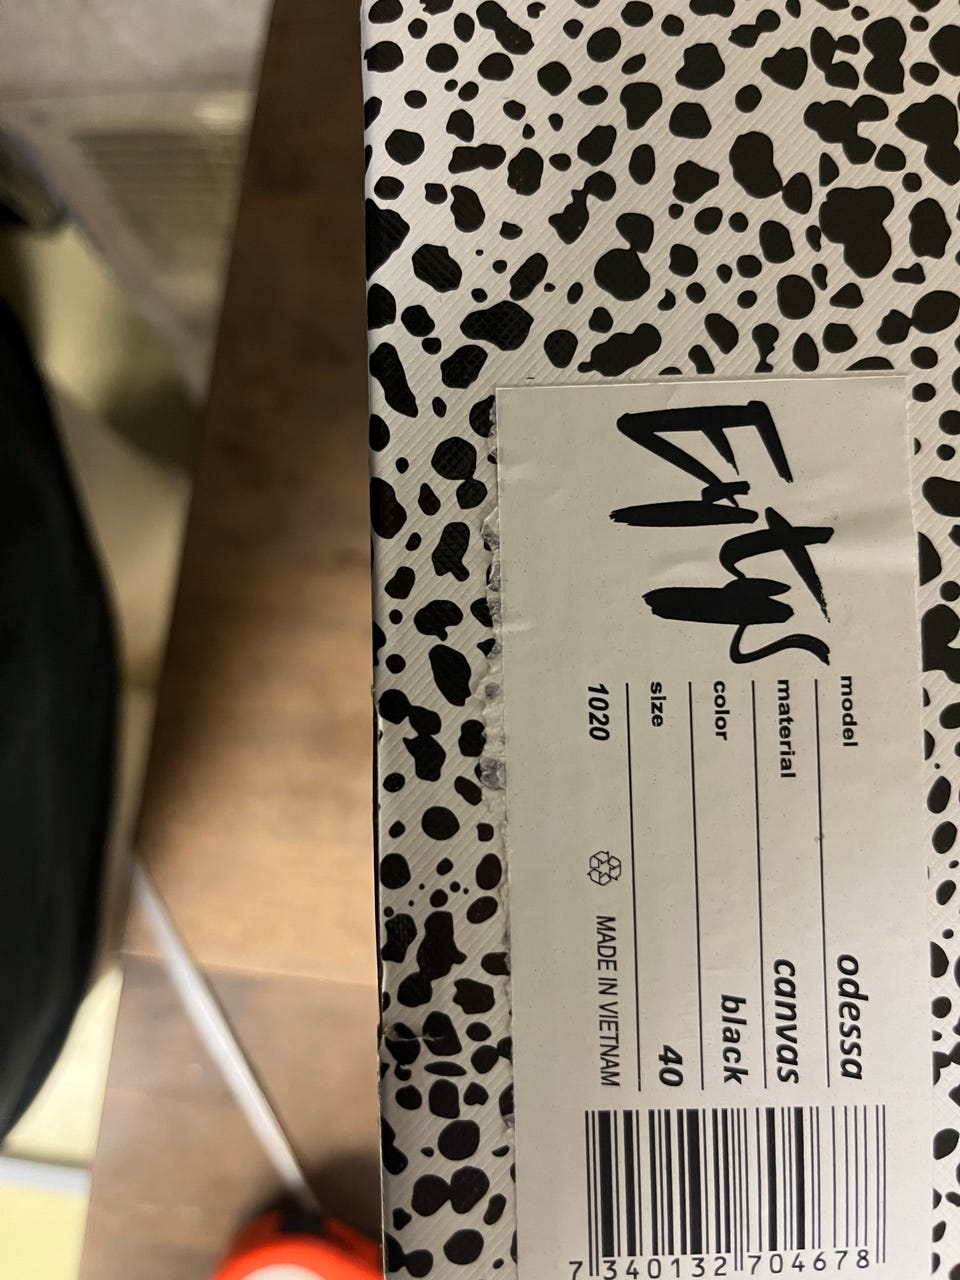 Eytys
model odessa
material canvas
color black
size 40
1020 MADE IN VIETNAM
7 340132 704678